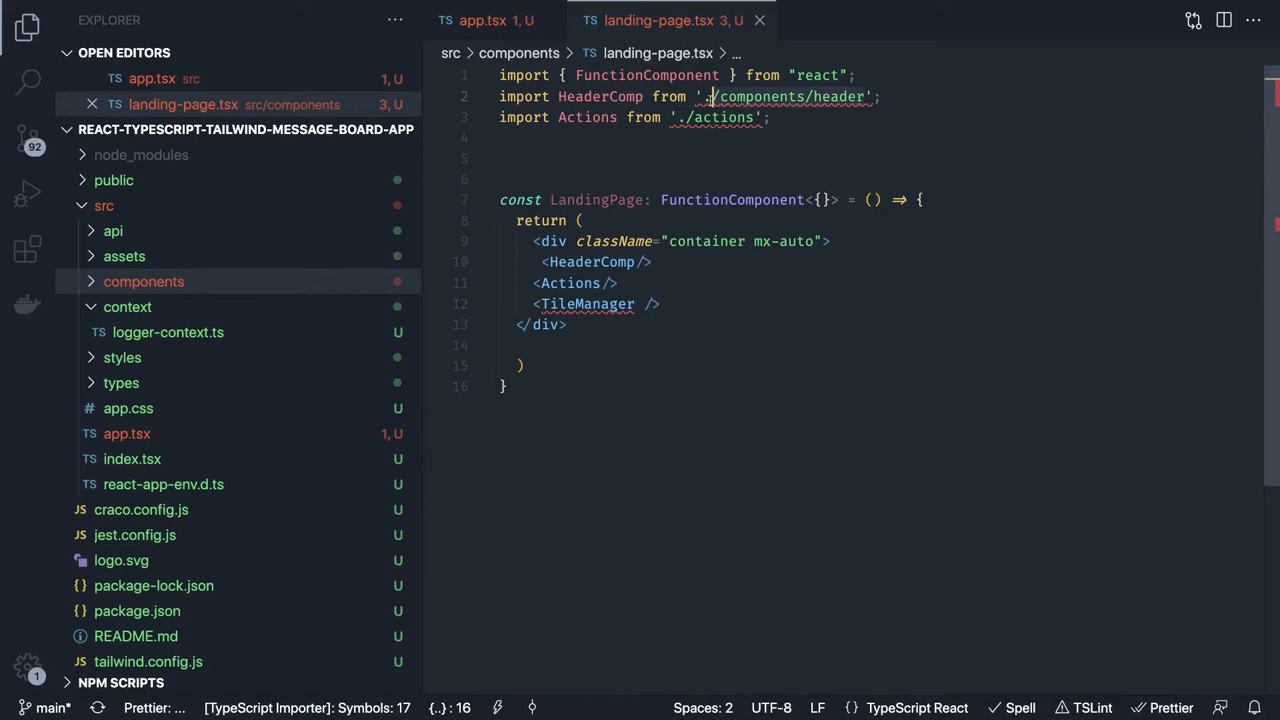 EXPLORER
OPEN EDITORS
TS app.tsx src 1, U
TS landing-page.tsx src/components 3, U
REACT-TYPESCRIPT-TAILWIND-MESSAGE-BOARD-APP
node_modules
public
src
api
assets
components
context
TS logger-context.ts U
styles
types
# app.css U
TS app.tsx 1, U
TS index.tsx U
TS react-app-env.d.ts U
JS craco.config.js U
JS jest.config.js U
logo.svg U
{} package-lock.json U
{} package.json U
README.md U
JS tailwind.config.js U
NPM SCRIPTS
92
1
TS app.tsx 1, U
TS landing-page.tsx 3, U
src > components > TS landing-page.tsx > ...
1 import { FunctionComponent } from "react";
2 import HeaderComp from './components/header';
3 import Actions from './actions';
4
5
6
7 const LandingPage: FunctionComponent<{}> = () => {
8 return (
9 <div className="container mx-auto">
10 <HeaderComp/>
11 <Actions/>
12 <TileManager />
13 </div>
14
15 )
16 }
main* Prettier: ... [TypeScript Importer]: Symbols: 17 {..} : 16 Spaces: 2 UTF-8 LF TypeScript React Spell TSLint Prettier